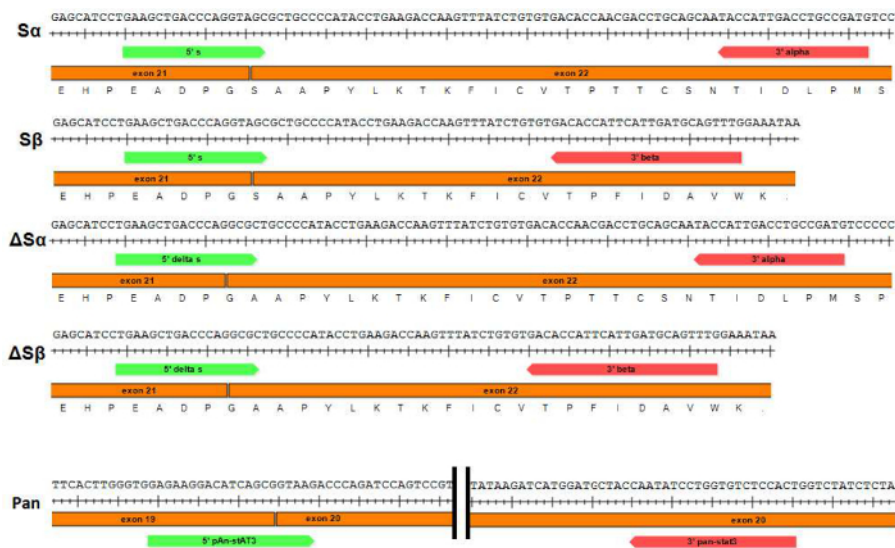 GAGCATCCTGAAGCTGACCCAGGTAGCGCTGCCCCATACCTGAAGACCAAGTTTATCTGTGTGACACCAACGACCTGCAGCAATACCATTGACCTGCCGATGTCC
Sα
5' s
3' alpha
exon 21
exon 22
E H P E A D P G S A A P Y L K T K F I C V T P T T C S N T I D L P M S
GAGCATCCTGAAGCTGACCCAGGTAGCGCTGCCCCATACCTGAAGACCAAGTTTATCTGTGTGACACCATTCATTGATGCAGTTTGGAAATAA
Sβ
5' s
3' beta
exon 21
exon 22
E H P E A D P G S A A P Y L K T K F I C V T P F I D A V W K .
GAGCATCCTGAAGCTGACCCAGGCGCTGCCCCATACCTGAAGACCAAGTTTATCTGTGTGACACCAACGACCTGCAGCAATACCATTGACCTGCCGATGTCCCCC
ΔSα
5' delta s
3' alpha
exon 21
exon 22
E H P E A D P G A A P Y L K T K F I C V T P T T C S N T I D L P M S P
GAGCATCCTGAAGCTGACCCAGGCGCTGCCCCATACCTGAAGACCAAGTTTATCTGTGTGACACCATTCATTGATGCAGTTTGGAAATAA
ΔSβ
5' delta s
3' beta
exon 21
exon 22
E H P E A D P G A A P Y L K T K F I C V T P F I D A V W K .
TTCACTTGGGTGGAGAAGGACATCAGCGGTAAGACCCAGATCCAGTCCGT
TATAAGATCATGGATGCTACCAATATCCTGGTGTCTCCACTGGTCTATCTCTA
Pan
exon 19
exon 20
exon 20
5' pAn-stAT3
3' pan-stat3